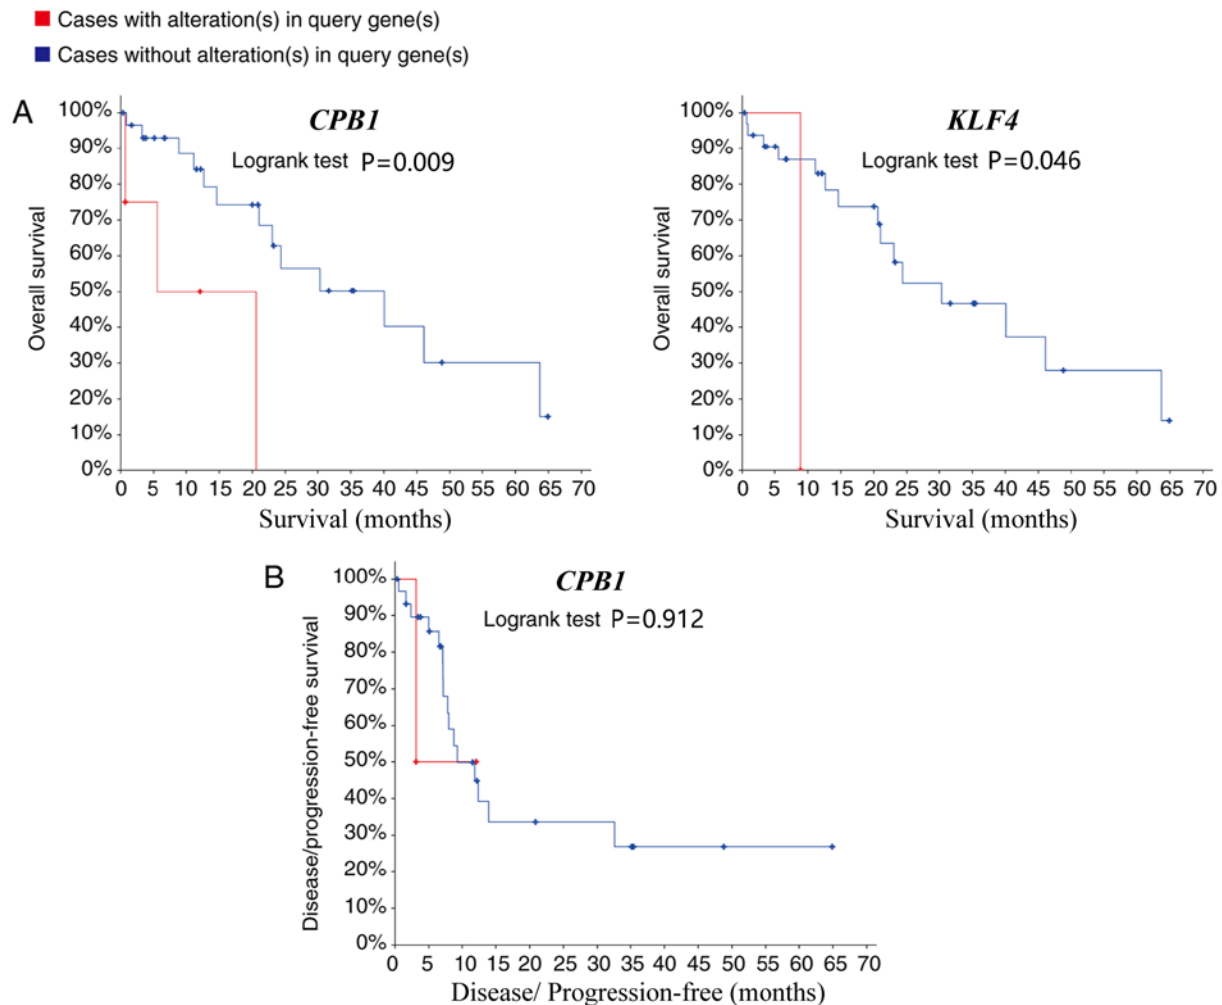 Cases with alteration(s) in query gene(s)
Cases without alteration(s) in query gene(s)
A
CPB1
Logrank test P=0.009
Overall survival
100%
90%
80%
70%
60%
50%
40%
30%
20%
10%
0%
0 5 10 15 20 25 30 35 40 45 50 55 60 65 70
Survival (months)
KLF4
Logrank test P=0.046
Overall survival
100%
90%
80%
70%
60%
50%
40%
30%
20%
10%
0%
0 5 10 15 20 25 30 35 40 45 50 55 60 65 70
Survival (months)
B
CPB1
Logrank test P=0.912
Disease/progression-free survival
100%
90%
80%
70%
60%
50%
40%
30%
20%
10%
0%
0 5 10 15 20 25 30 35 40 45 50 55 60 65 70
Disease/ Progression-free (months)